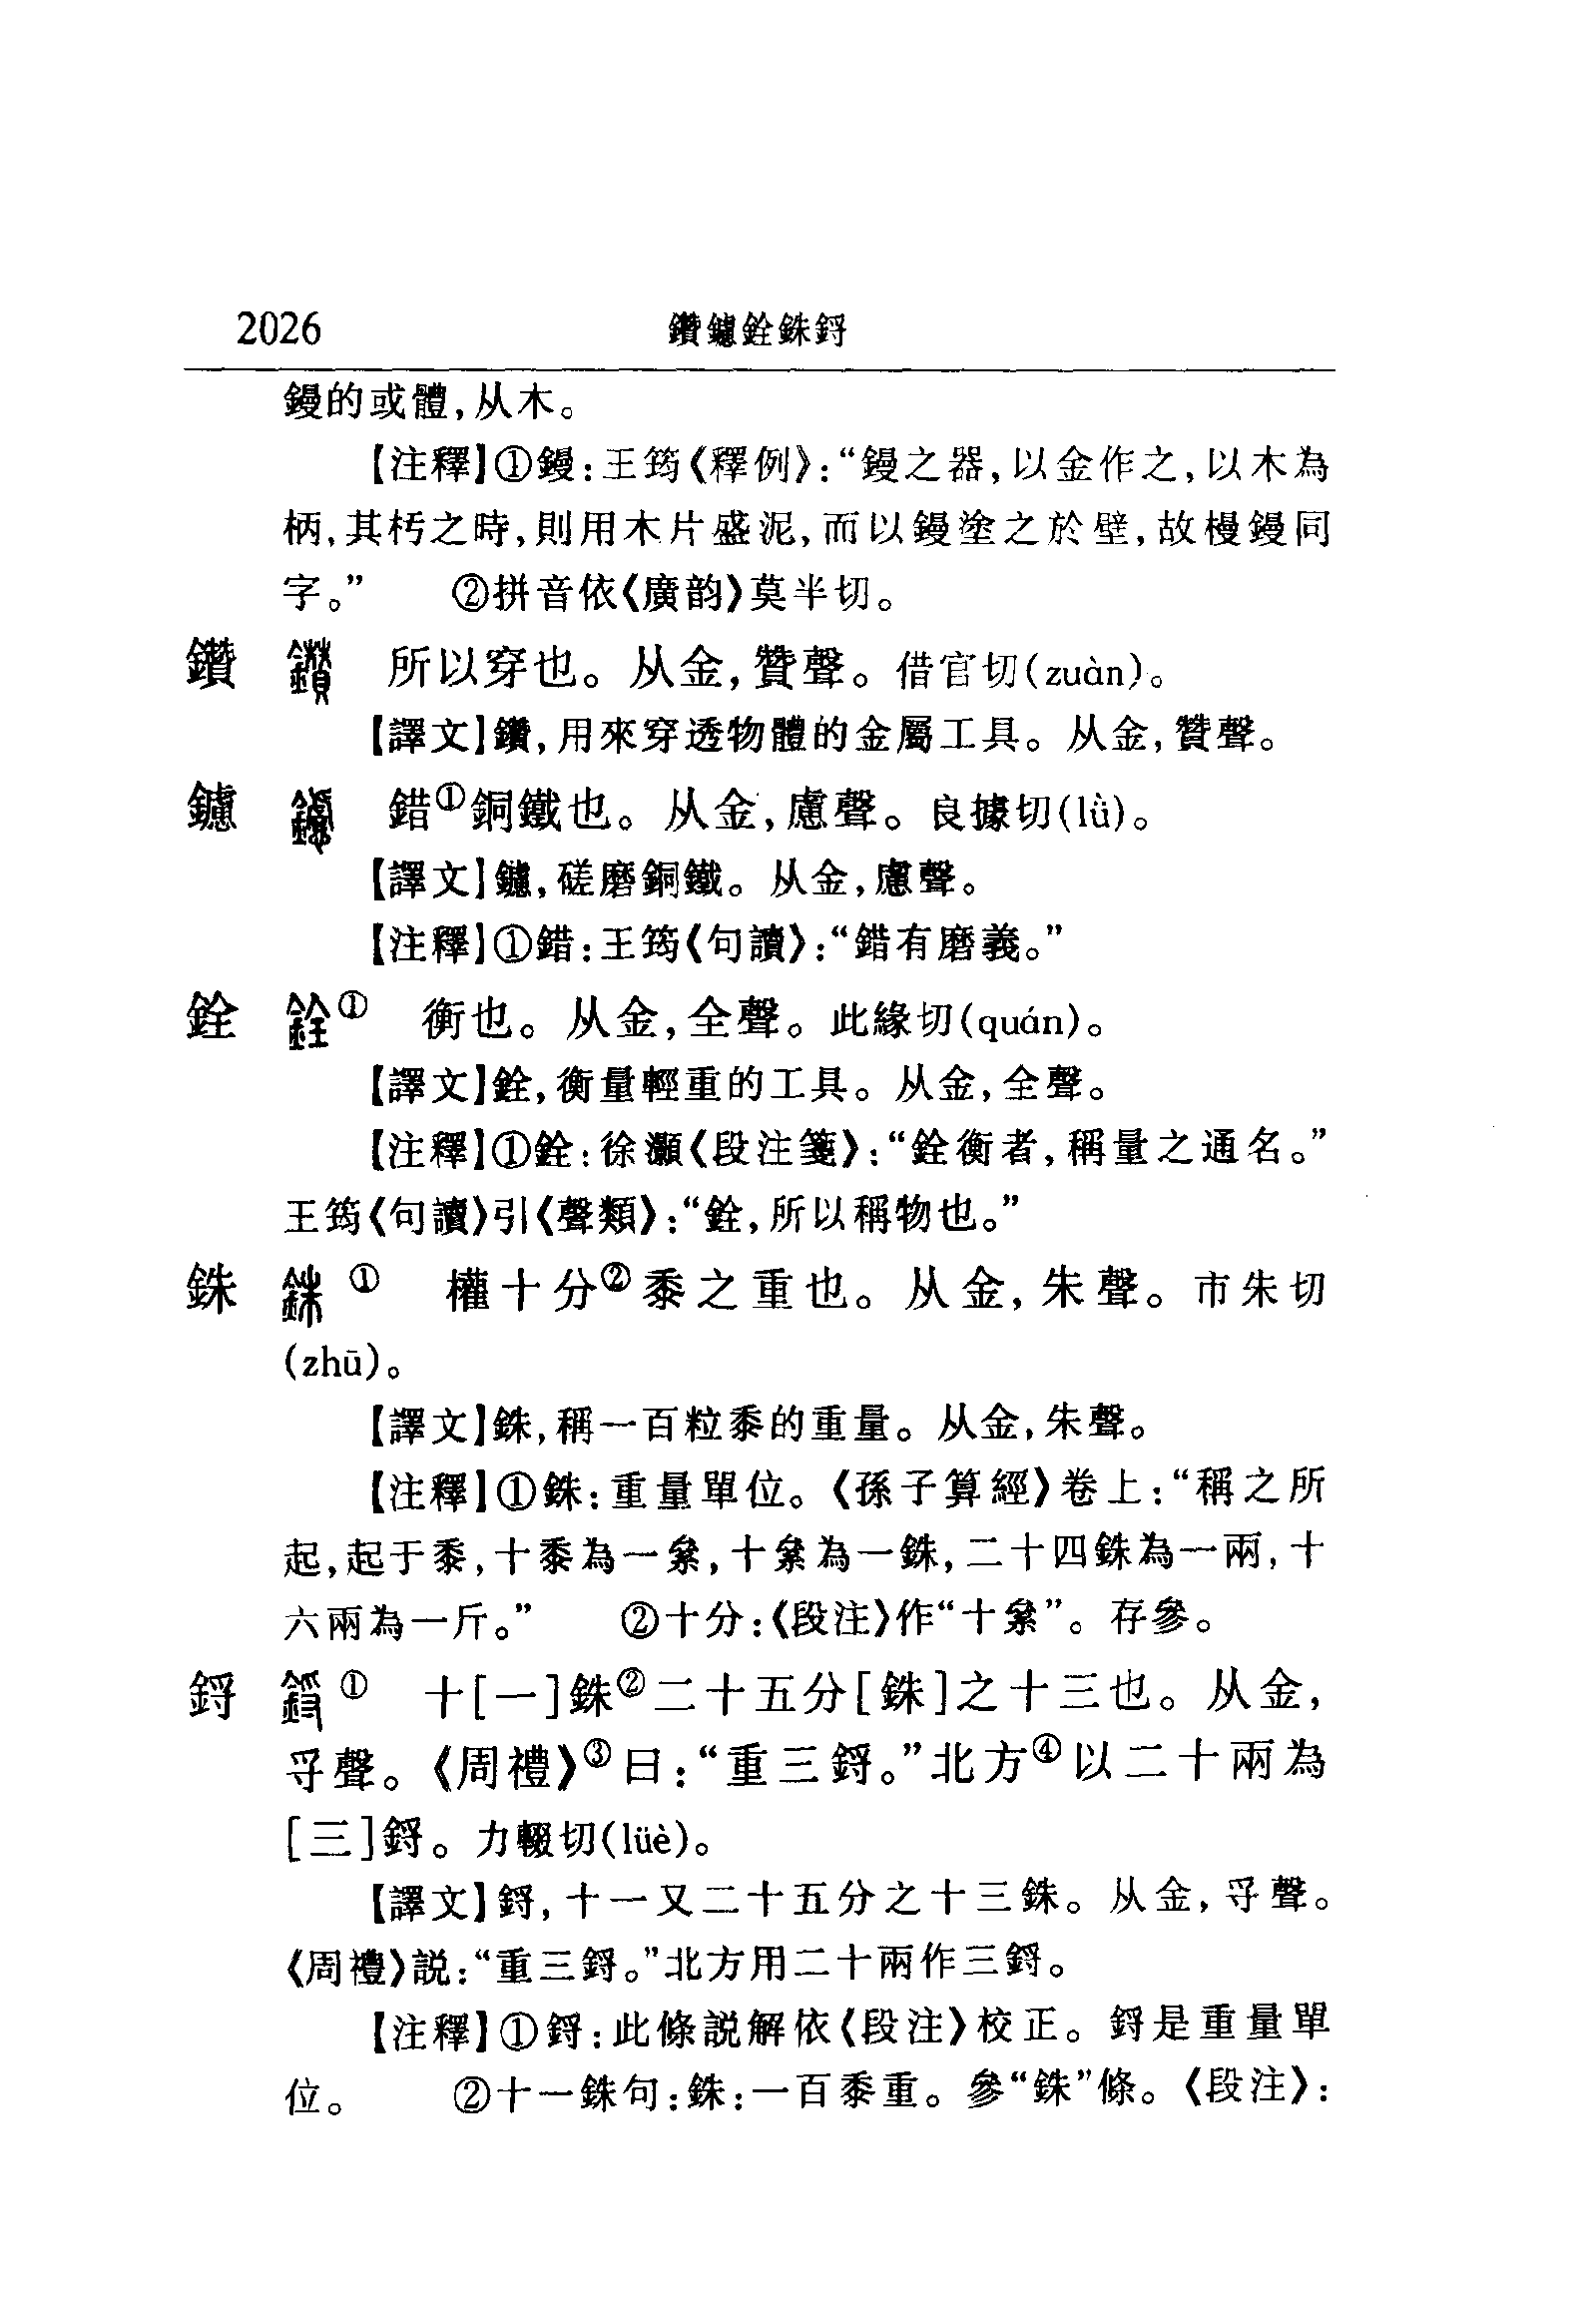 2026 鑽鑢銓銖鋝
鏝的或體,从木。
【注釋】①鏝:王筠《釋例》:“鏝之器,以金作之,以木為
柄,其杇之時,則用木片盛泥,而以鏝塗之於壁,故槾鏝同
字。” ②拼音依《廣韵》莫半切。
鑽 所以穿也。从金,贊聲。借官切(zuàn)。
【譯文】鑽,用來穿透物體的金屬工具。从金,贊聲。
鑢 錯①銅鐵也。从金,慮聲。良據切(lǜ)。
【譯文】鑢,磋磨銅鐵。从金,慮聲。
【注釋】①錯:王筠《句讀》:“錯有磨義。”
銓 ① 衡也。从金,全聲。此緣切(quán)。
【譯文】銓,衡量輕重的工具。从金,全聲。
【注釋】①銓:徐灝《段注箋》:“銓衡者,稱量之通名。”
王筠《句讀》引《聲類》:“銓,所以稱物也。”
銖 ① 權十分②黍之重也。从金,朱聲。市朱切
(zhū)。
【譯文】銖,稱一百粒黍的重量。从金,朱聲。
【注釋】①銖:重量單位。《孫子算經》卷上:“稱之所
起,起于黍,十黍為一絫,十絫為一銖,二十四銖為一兩,十
六兩為一斤。” ②十分:《段注》作“十絫”。存參。
鋝 ① 十[一]銖②二十五分[銖]之十三也。从金,
寽聲。《周禮》③曰:“重三鋝。”北方④以二十兩為
[三]鋝。力輟切(lüè)。
【譯文】鋝,十一又二十五分之十三銖。从金,寽聲。
《周禮》説:“重三鋝。”北方用二十兩作三鋝。
【注釋】①鋝:此條説解依《段注》校正。鋝是重量單
位。 ②十一銖句:銖:一百黍重。參“銖”條。《段注》: